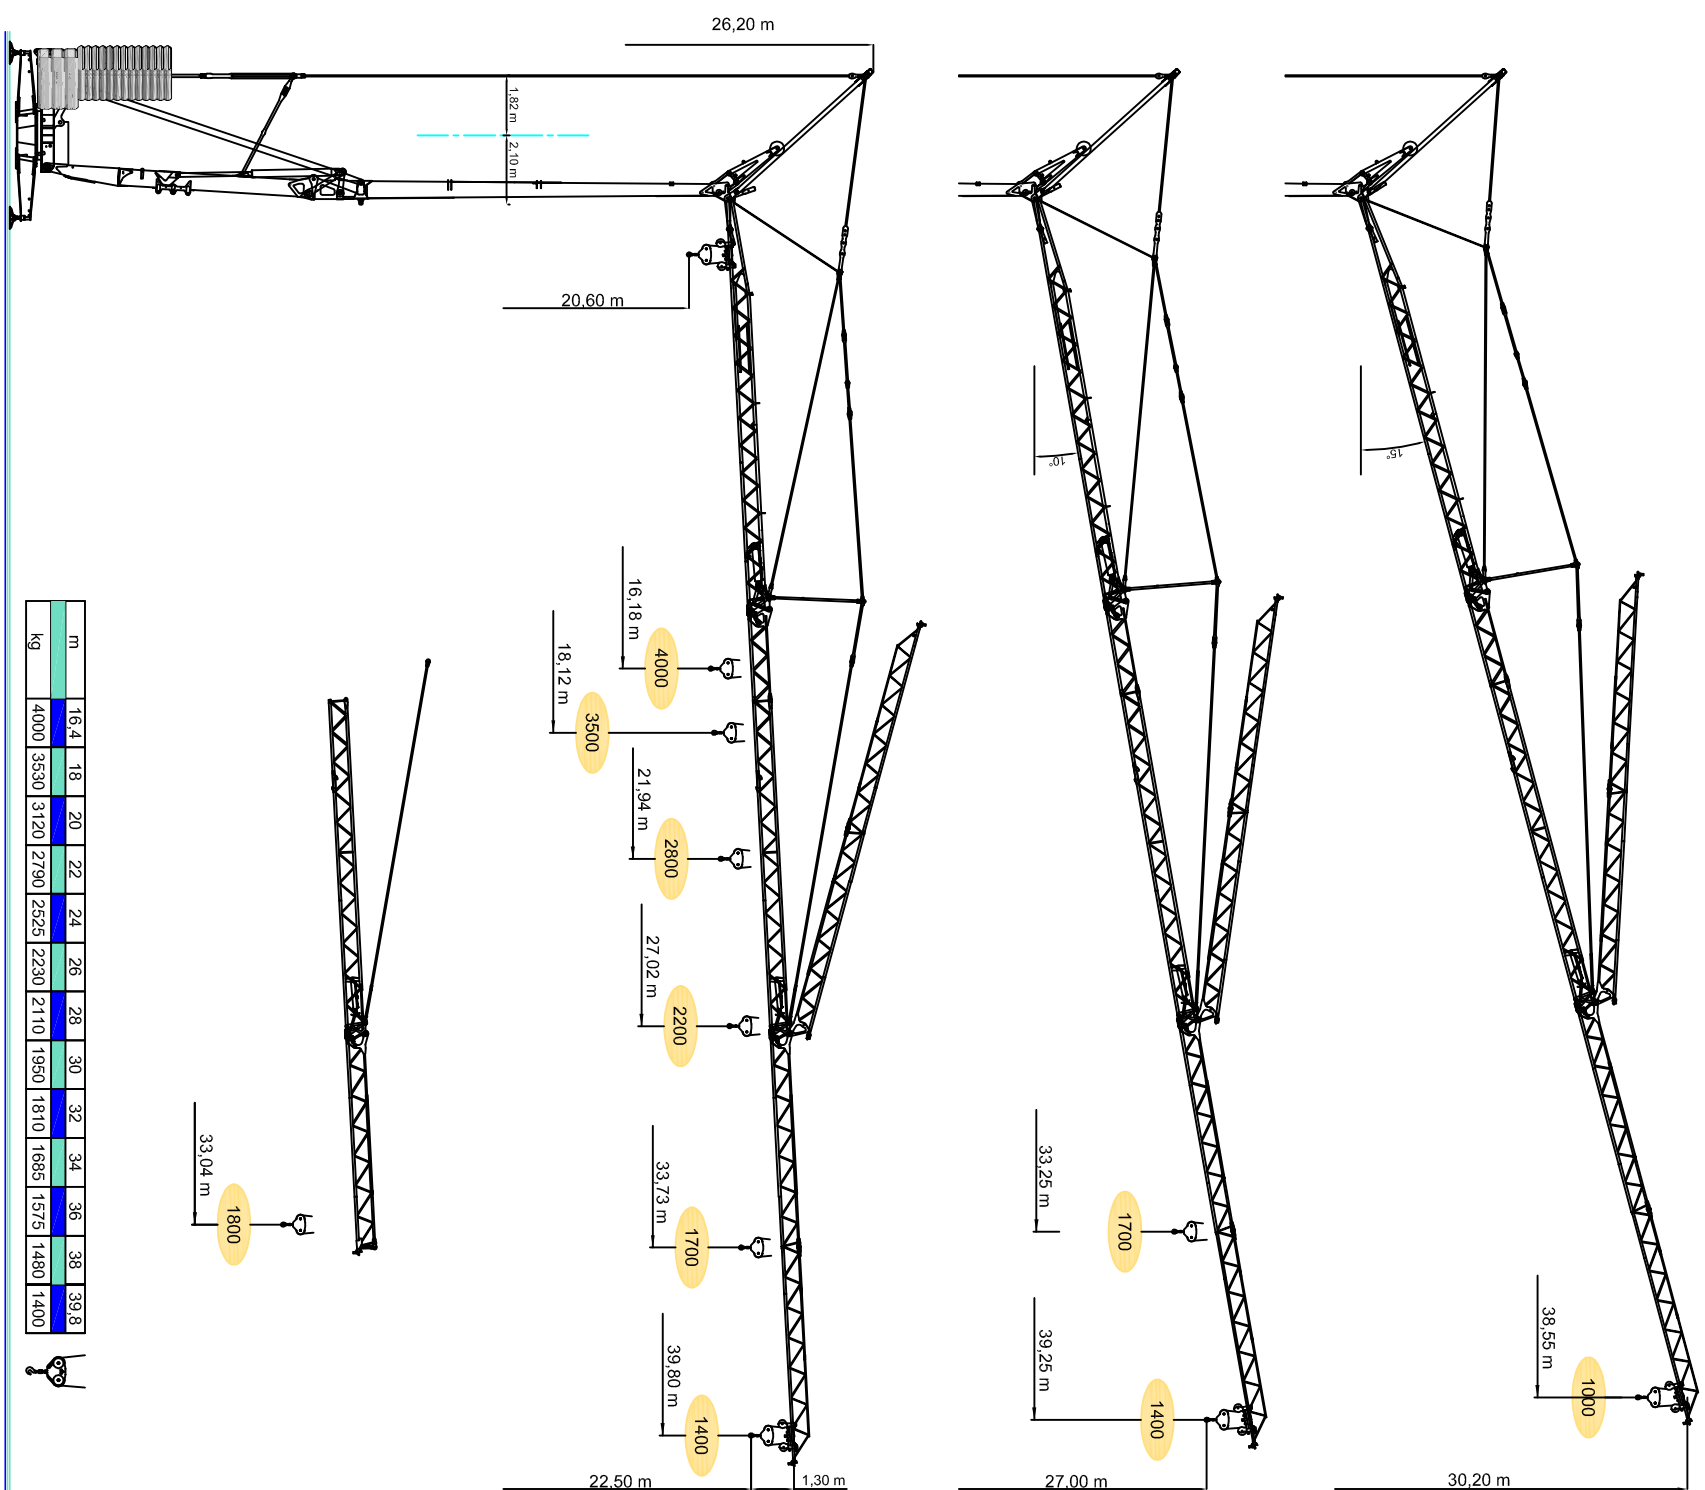 26,20 m
1,82 m
2,10 m
20,60 m
10°
15°
16,18 m
4000
18,12 m
3500
21,94 m
2800
27,02 m
2200
33,04 m
1800
33,73 m
1700
39,80 m
1400
22,50 m
1,30 m
33,25 m
1700
39,25 m
1400
27,00 m
38,55 m
1000
30,20 m
m 16,4 18 20 22 24 26 28 30 32 34 36 38 39,8
kg 4000 3530 3120 2790 2525 2230 2110 1950 1810 1685 1575 1480 1400